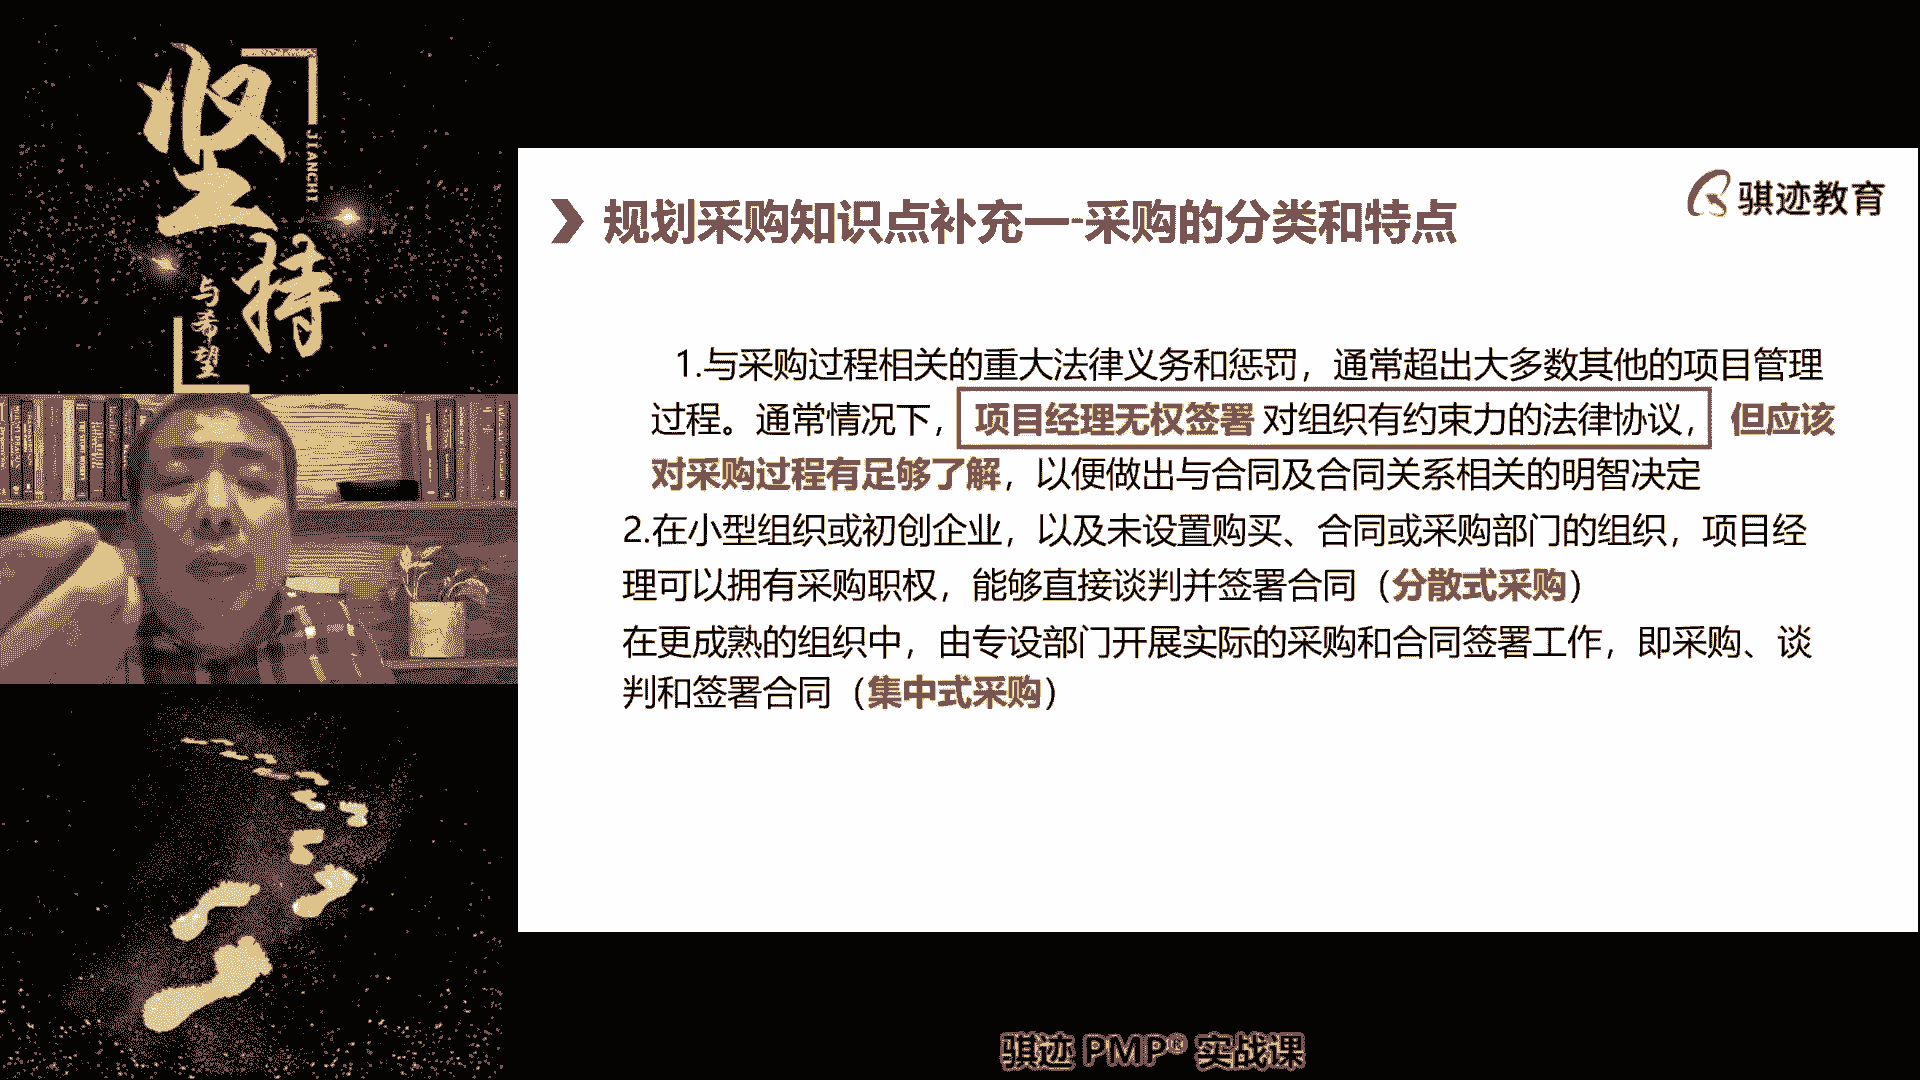 坚持
JIANCHI
与希望
骐迹教育
规划采购知识点补充一-采购的分类和特点
1.与采购过程相关的重大法律义务和惩罚，通常超出大多数其他的项目管理
过程。通常情况下，项目经理无权签署 对组织有约束力的法律协议，但应该
对采购过程有足够了解，以便做出与合同及合同关系相关的明智决定
2.在小型组织或初创企业，以及未设置购买、合同或采购部门的组织，项目经
理可以拥有采购职权，能够直接谈判并签署合同（分散式采购）
在更成熟的组织中，由专设部门开展实际的采购和合同签署工作，即采购、谈
判和签署合同（集中式采购）
骐迹 PMP® 实战课